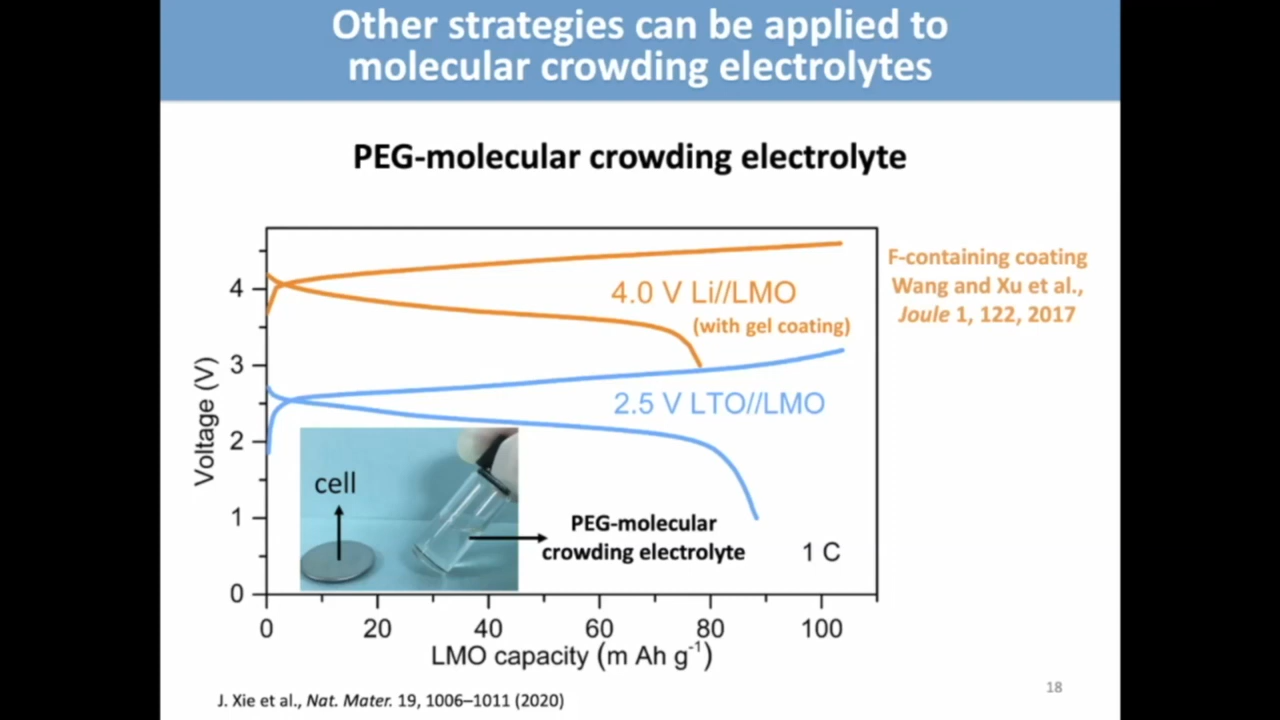 Other strategies can be applied to
molecular crowding electrolytes
PEG-molecular crowding electrolyte
F-containing coating
Wang and Xu et al.,
Joule 1, 122, 2017
4.0 V Li//LMO
(with gel coating)
2.5 V LTO//LMO
cell
PEG-molecular
crowding electrolyte
1 C
Voltage (V)
4
3
2
1
0
0 20 40 60 80 100
LMO capacity (m Ah g⁻¹)
J. Xie et al., Nat. Mater. 19, 1006–1011 (2020)
18